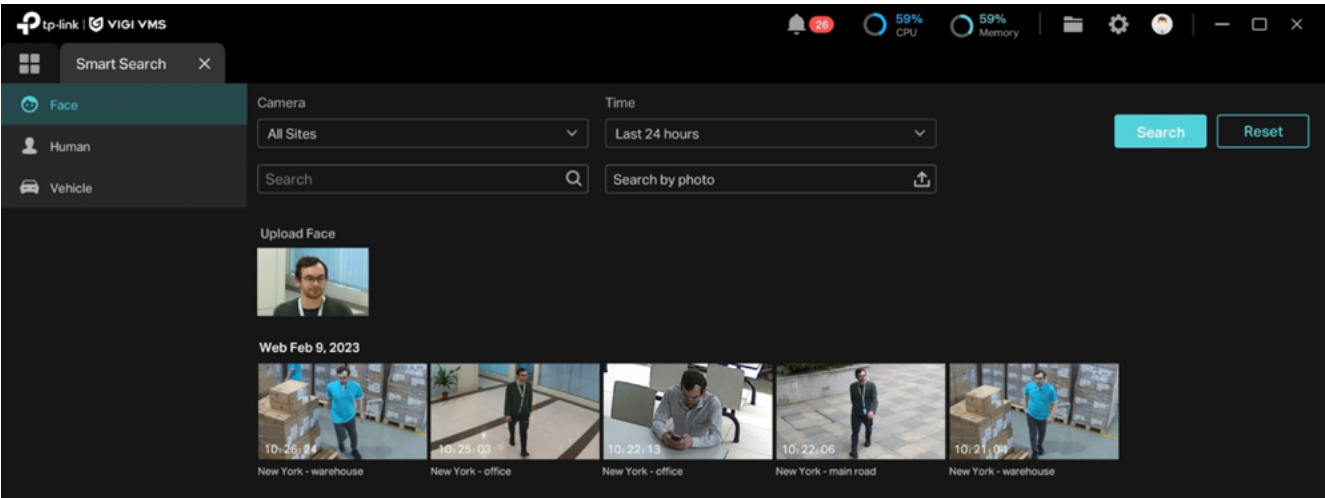 tp-link | VIGI VMS
26
59%
CPU
59%
Memory
Smart Search
Face
Human
Vehicle
Camera
Time
All Sites
Last 24 hours
Search
Reset
Search
Search by photo
Upload Face
Web Feb 9, 2023
10:26:24
10:25:03
10:22:13
10:22:06
10:21:04
New York - warehouse
New York - office
New York - office
New York - main road
New York - warehouse